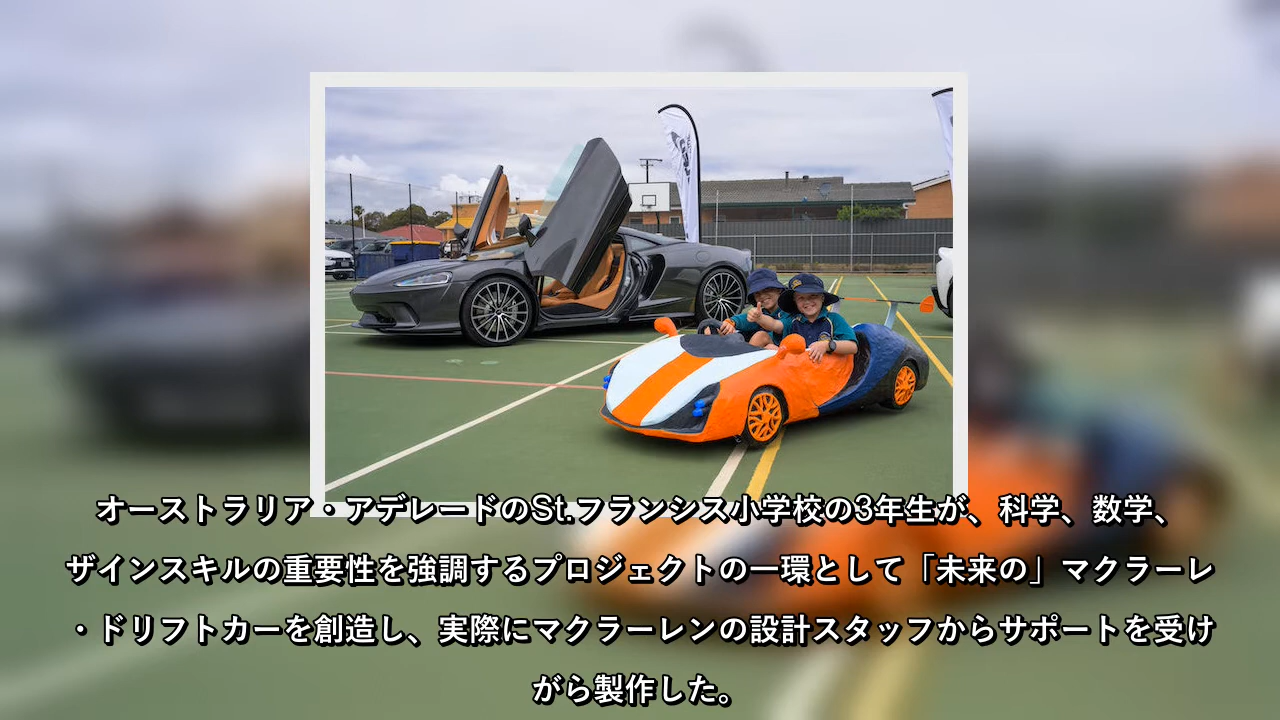 オーストラリア・アデレードのSt.フランシス小学校の3年生が、科学、数学、
ザインスキルの重要性を強調するプロジェクトの一環として「未来の」マクラーレ
・ドリフトカーを創造し、実際にマクラーレンの設計スタッフからサポートを受け
がら製作した。